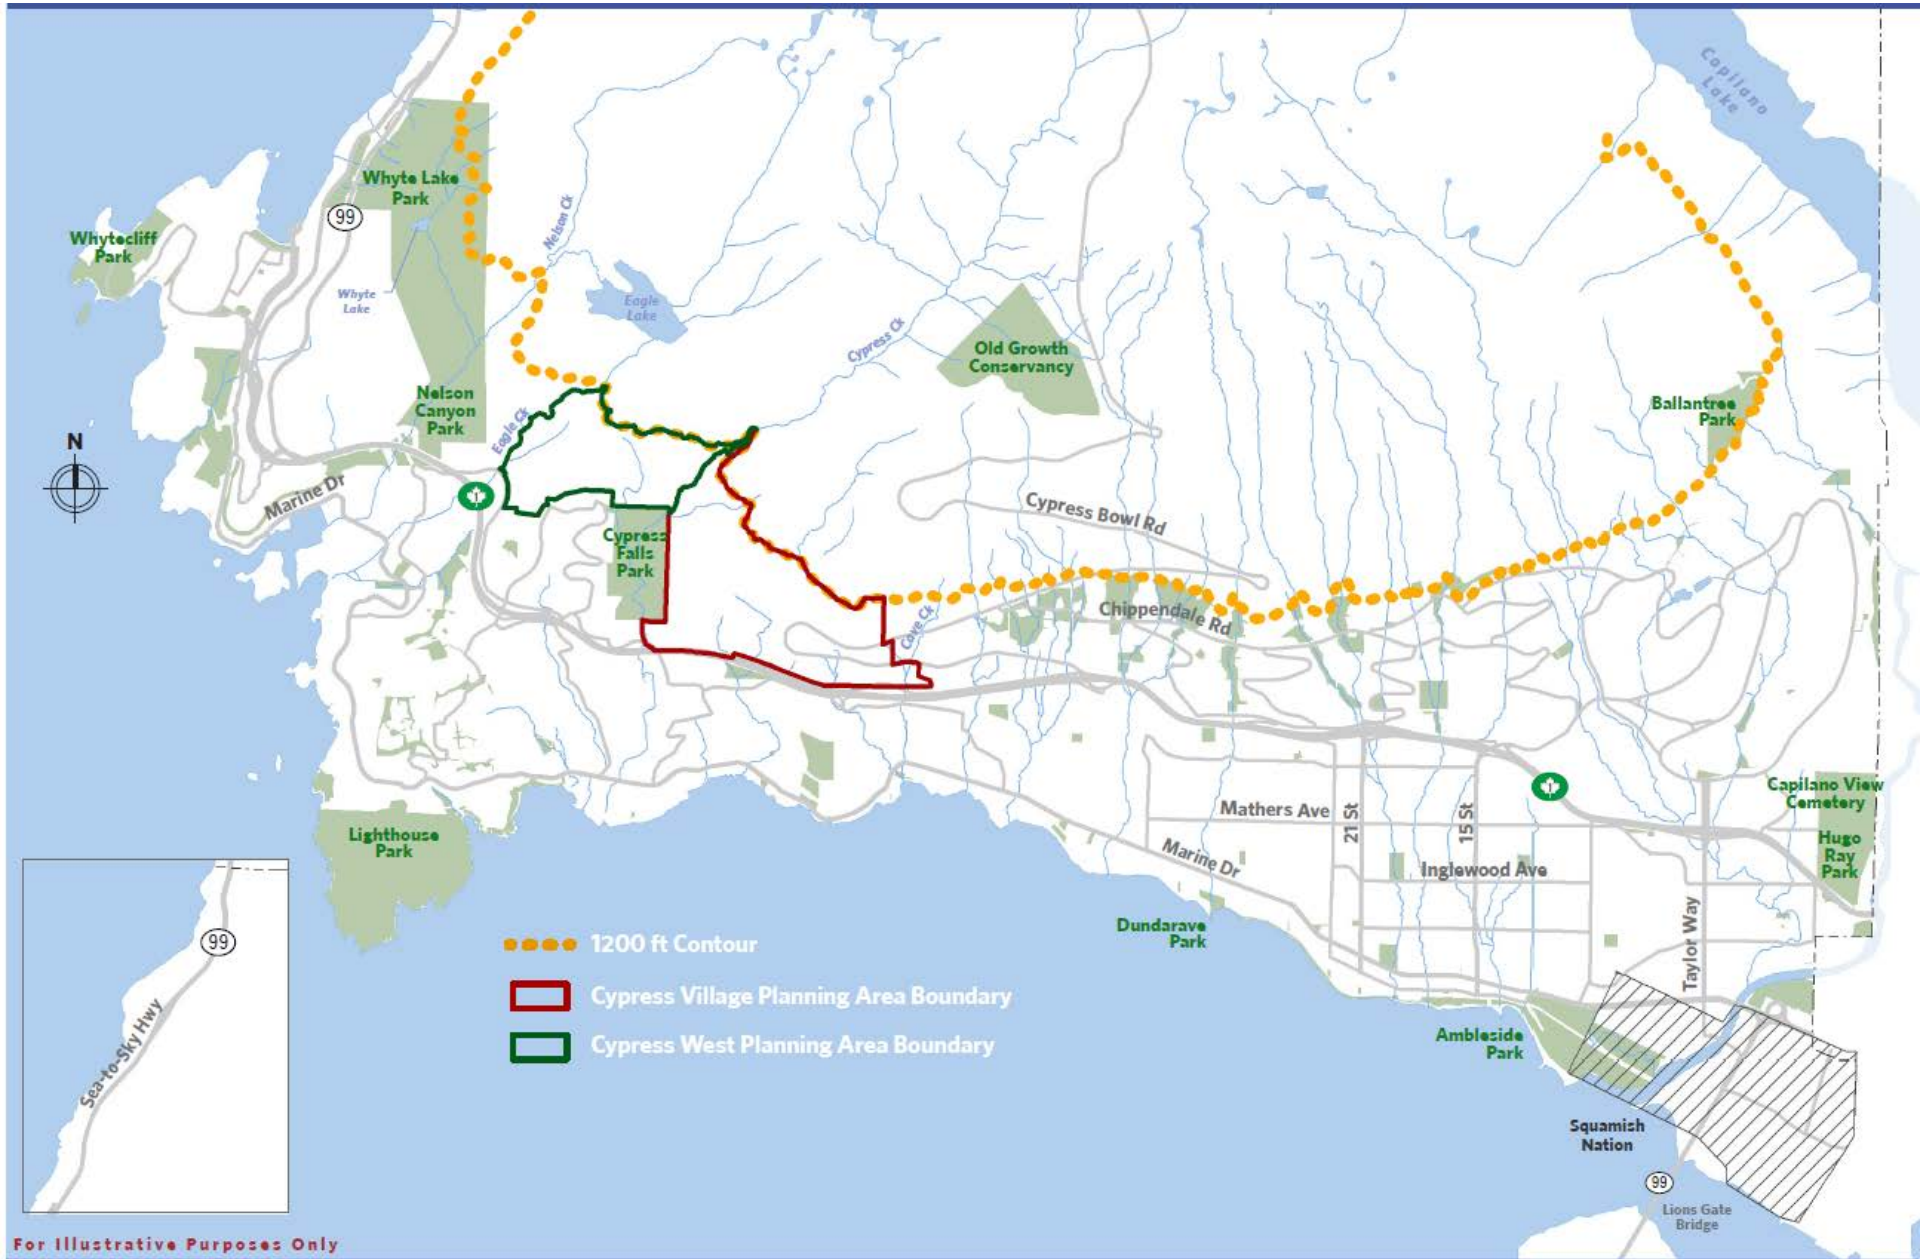 Capilano
Lake
Whyte Lake
Park
99
Nelson Ck
Whytecliff
Park
Whyte
Lake
Eagle
Lake
Cypress Ck
Old Growth
Conservancy
Nelson
Canyon
Park
Eagle Ck
Ballantree
Park
N
Marine Dr
1
Cypress Bowl Rd
Cypress
Falls
Park
Cave Ck
Chippendale Rd
1
Capilano View
Cemetery
Mathers Ave
21 St
15 St
Hugo
Ray
Park
Lighthouse
Park
Marine Dr
Inglewood Ave
Dundarave
Park
Taylor Way
99
Sea-to-Sky Hwy
1200 ft Contour
Cypress Village Planning Area Boundary
Cypress West Planning Area Boundary
Ambleside
Park
Squamish
Nation
99
Lions Gate
Bridge
For Illustrative Purposes Only